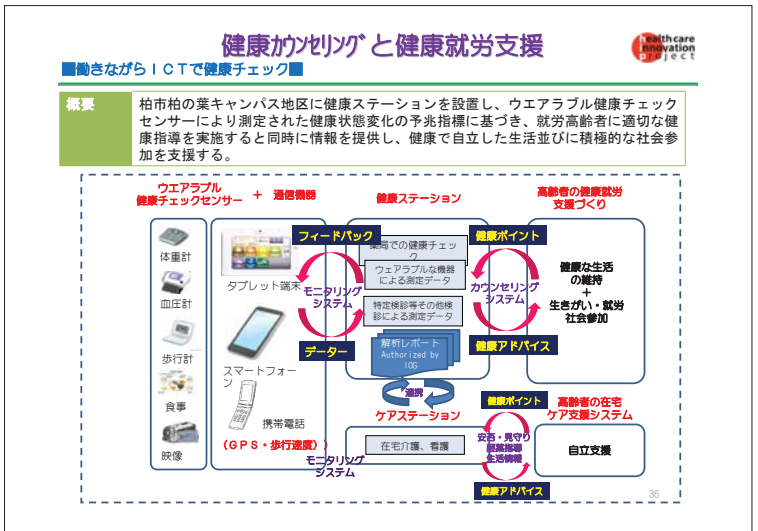 健康ｶｳﾝｾﾘﾝｸﾞと健康就労支援
healthcare
innovation
project
■働きながらＩＣＴで健康チェック■
概要
柏市柏の葉キャンパス地区に健康ステーションを設置し、ウエアラブル健康チェック
センサーにより測定された健康状態変化の予兆指標に基づき、就労高齢者に適切な健
康指導を実施すると同時に情報を提供し、健康で自立した生活並びに積極的な社会参
加を支援する。
ウエアラブル
健康チェックセンサー
＋
通信機器
健康ステーション
高齢者の健康就労
支援づくり
体重計
血圧計
歩行計
食事
映像
タブレット端末
スマートフォー
ン
携帯電話
（ＧＰＳ・歩行速度））
フィードバック
モニタリング
システム
データー
薬局での健康チェッ
ク
ウェアラブルな機器
による測定データ
特定検診等その他検
診による測定データ
解析レポート
Authorized by
IOG
連携
健康ポイント
カウンセリング
システム
健康アドバイス
健康な生活
の維持
＋
生きがい・就労
社会参加
ケアステーション
在宅介護、看護
モニタリング
システム
健康ポイント
安否・見守り
服薬指導
生活情報
健康アドバイス
高齢者の在宅
ケア支援システム
自立支援
36